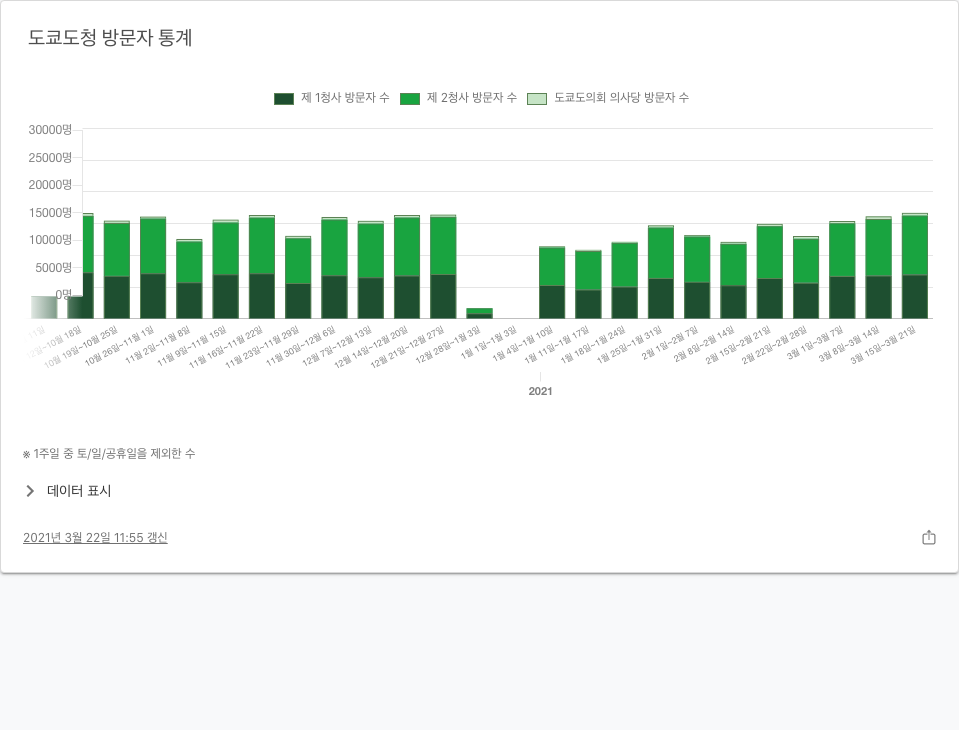 도쿄도청 방문자 통계
제 1청사 방문자 수
제 2청사 방문자 수
도쿄도의회 의사당 방문자 수
30000명
25000명
20000명
15000명
10000명
5000명
0명
10월 18일
10월 19일~10월 25일
10월 26일~11월 1일
11월 2일~11월 8일
11월 9일~11월 15일
11월 16일~11월 22일
11월 23일~11월 29일
11월 30일~12월 6일
12월 7일~12월 13일
12월 14일~12월 20일
12월 21일~12월 27일
12월 28일~1월 3일
1월 1일~1월 3일
1월 4일~1월 10일
1월 11일~1월 17일
1월 18일~1월 24일
1월 25일~1월 31일
2월 1일~2월 7일
2월 8일~2월 14일
2월 15일~2월 21일
2월 22일~2월 28일
3월 1일~3월 7일
3월 8일~3월 14일
3월 15일~3월 21일
2021
※ 1주일 중 토/일/공휴일을 제외한 수
데이터 표시
2021년 3월 22일 11:55 갱신